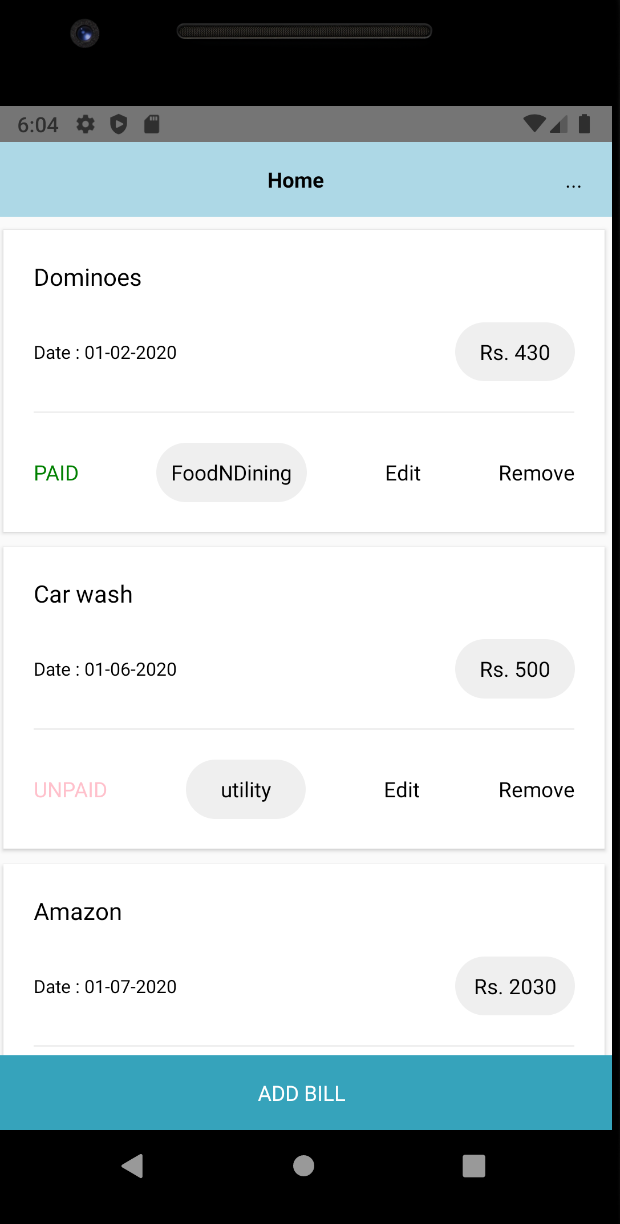 6:04
Home
...
Dominoes
Date : 01-02-2020 Rs. 430
PAID FoodNDining Edit Remove
Car wash
Date : 01-06-2020 Rs. 500
UNPAID utility Edit Remove
Amazon
Date : 01-07-2020 Rs. 2030
ADD BILL